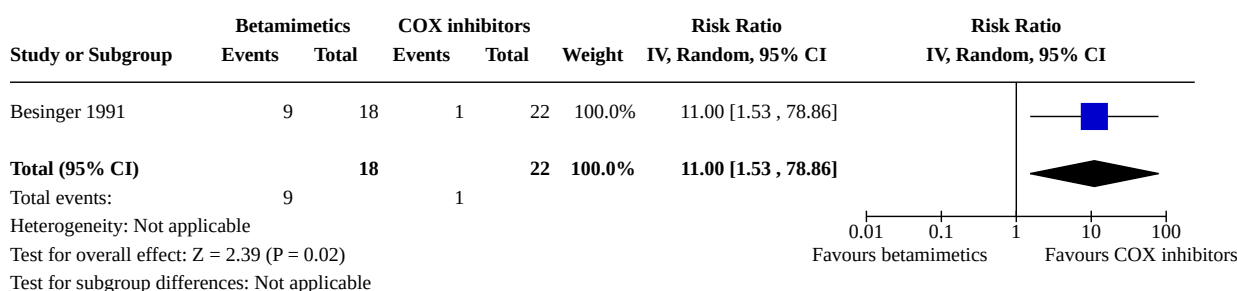 Betamimetics COX inhibitors Risk Ratio Risk Ratio
Study or Subgroup Events Total Events Total Weight IV, Random, 95% CI IV, Random, 95% CI
Besinger 1991 9 18 1 22 100.0% 11.00 [1.53 , 78.86]
Total (95% CI) 18 22 100.0% 11.00 [1.53 , 78.86]
Total events: 9 1
Heterogeneity: Not applicable
0.01 0.1 1 10 100
Test for overall effect: Z = 2.39 (P = 0.02) Favours betamimetics Favours COX inhibitors
Test for subgroup differences: Not applicable